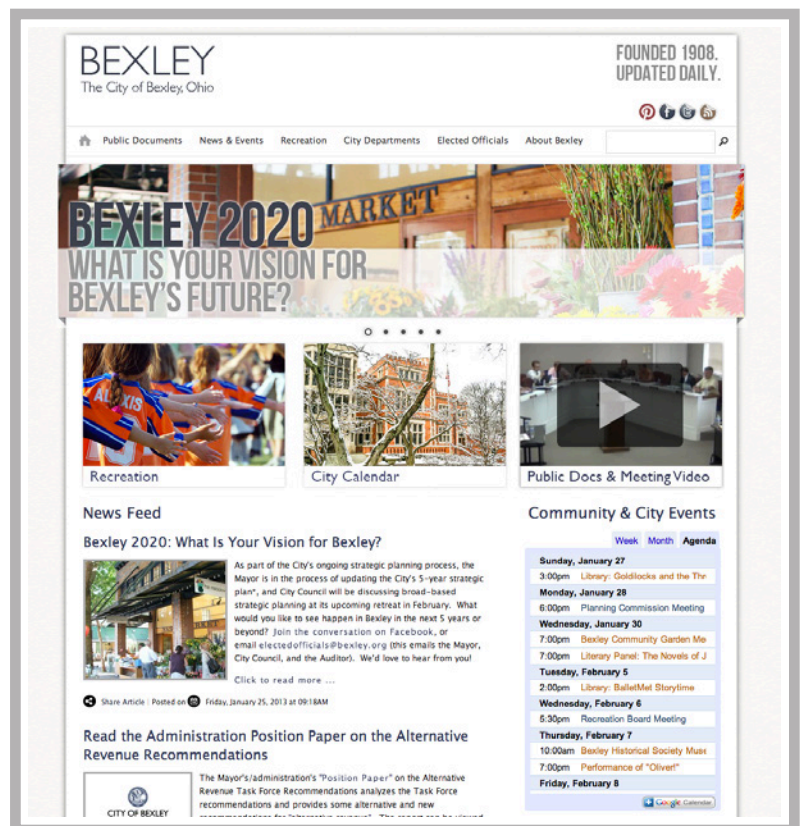 BEXLEY
The City of Bexley, Ohio
FOUNDED 1908.
UPDATED DAILY.
Public Documents News & Events Recreation City Departments Elected Officials About Bexley
MARKET
BEXLEY 2020
WHAT IS YOUR VISION FOR
BEXLEY'S FUTURE?
ALEXIS
Recreation
City Calendar
Public Docs & Meeting Video
News Feed
Bexley 2020: What Is Your Vision for Bexley?
As part of the City's ongoing strategic planning process, the
Mayor is in the process of updating the City's 5-year strategic
plan*, and City Council will be discussing broad-based
strategic planning at its upcoming retreat in February. What
would you like to see happen in Bexley in the next 5 years or
beyond? Join the conversation on Facebook, or
email electedofficials@bexley.org (this emails the Mayor,
City Council, and the Auditor). We'd love to hear from you!
Click to read more ...
Share Article | Posted on Friday, January 25, 2013 at 09:18AM
Read the Administration Position Paper on the Alternative
Revenue Recommendations
CITY OF BEXLEY
The Mayor's/administration's "Position Paper" on the Alternative
Revenue Task Force Recommendations analyzes the Task Force
recommendations and provides some alternative and new
Community & City Events
Week Month Agenda
Sunday, January 27
3:00pm Library: Goldilocks and the Thr
Monday, January 28
6:00pm Planning Commission Meeting
Wednesday, January 30
7:00pm Bexley Community Garden Me
7:00pm Literary Panel: The Novels of J
Tuesday, February 5
2:00pm Library: BalletMet Storytime
Wednesday, February 6
5:30pm Recreation Board Meeting
Thursday, February 7
10:00am Bexley Historical Society Muse
7:00pm Performance of "Oliver!"
Friday, February 8
Google Calendar